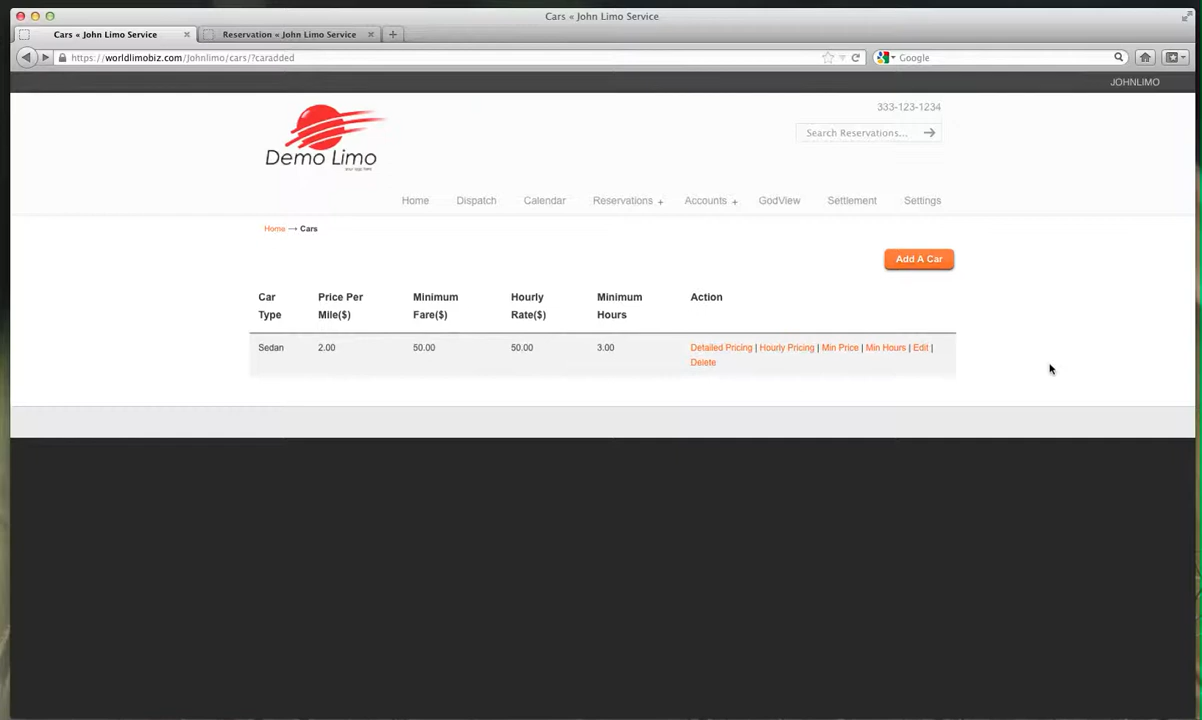 Cars « John Limo Service
Cars « John Limo Service
Reservation « John Limo Service
https://worldlimobiz.com/Johnlimo/cars/?caradded
Google
JOHNLIMO
333-123-1234
Search Reservations...
Demo Limo
Home Dispatch Calendar Reservations + Accounts + GodView Settlement Settings
Home → Cars
Add A Car
Car Type Price Per Mile($) Minimum Fare($) Hourly Rate($) Minimum Hours Action
Sedan 2.00 50.00 50.00 3.00 Detailed Pricing | Hourly Pricing | Min Price | Min Hours | Edit |
Delete